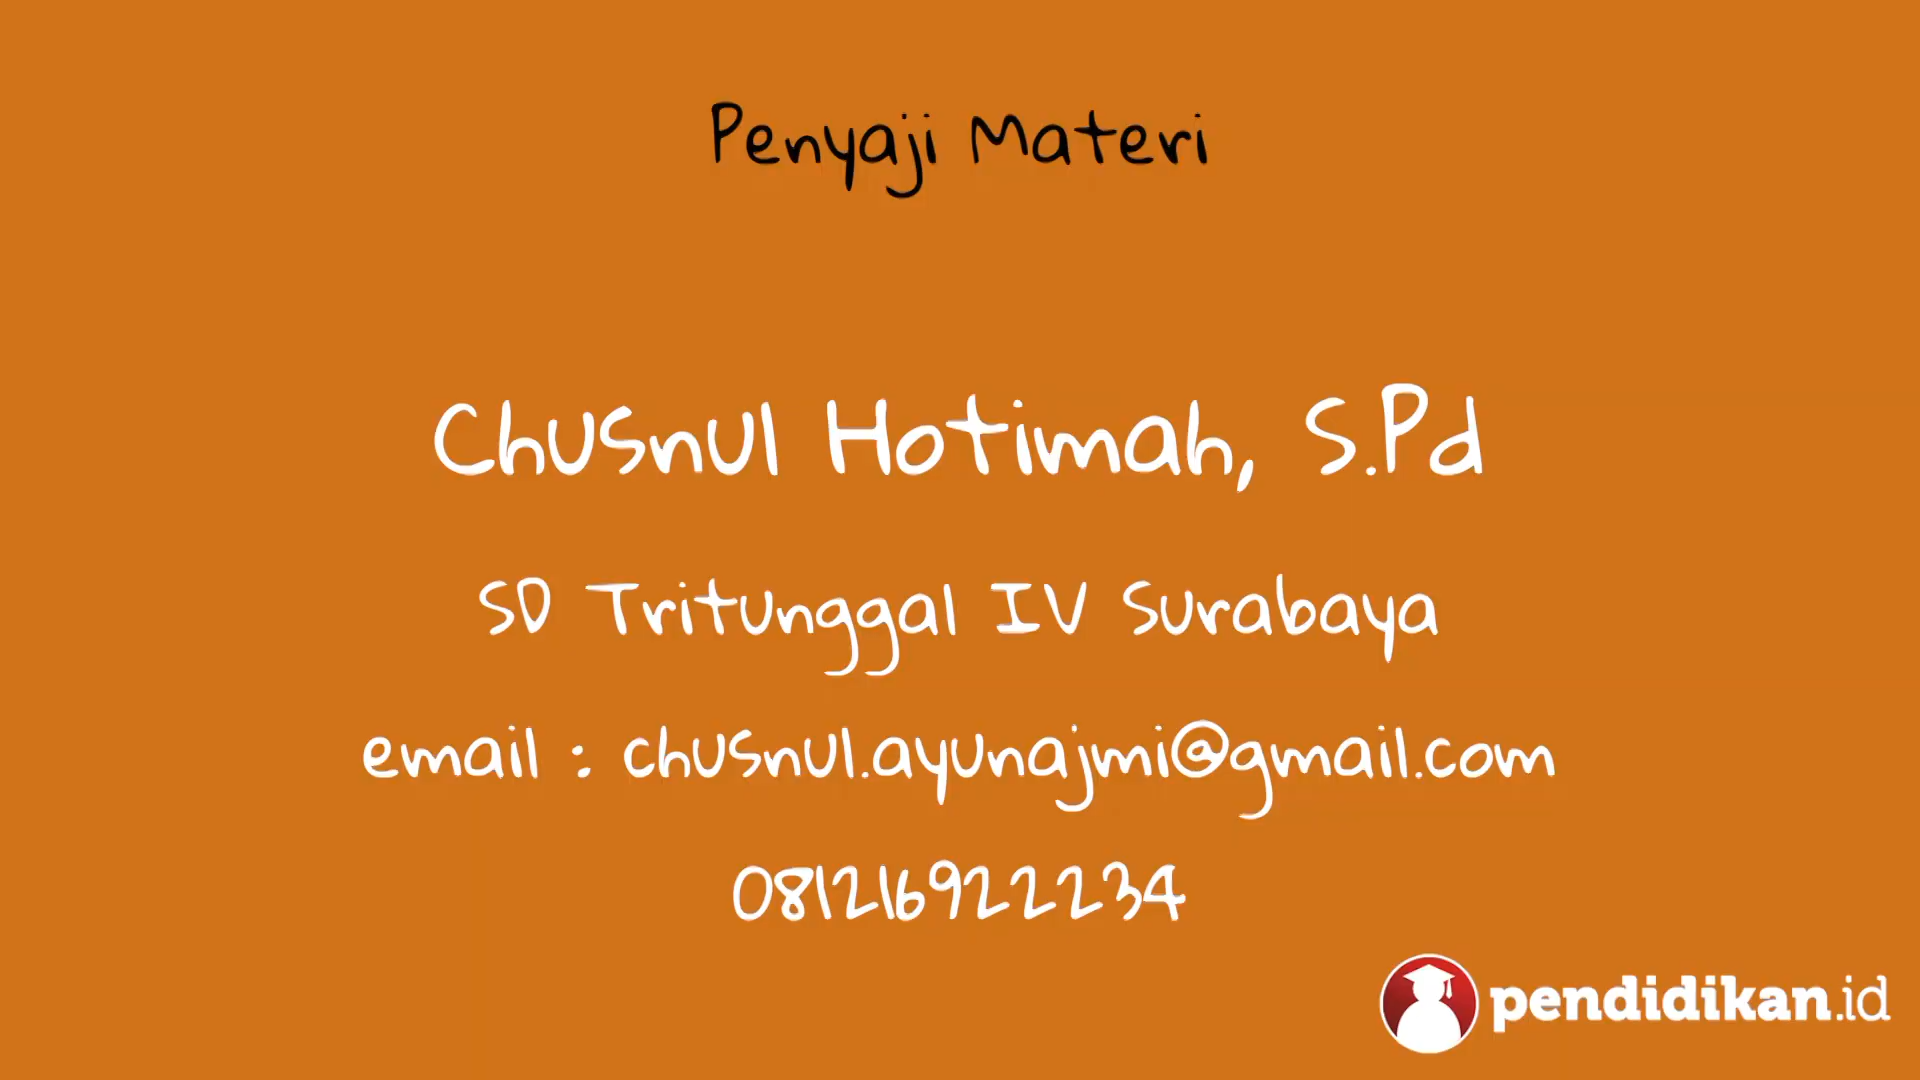 Penyaji Materi
Chusnul Hotimah, S.Pd
SD Tritunggal IV Surabaya
email : chusnul.ayunajmi@gmail.com
081216922234
pendidikan.id